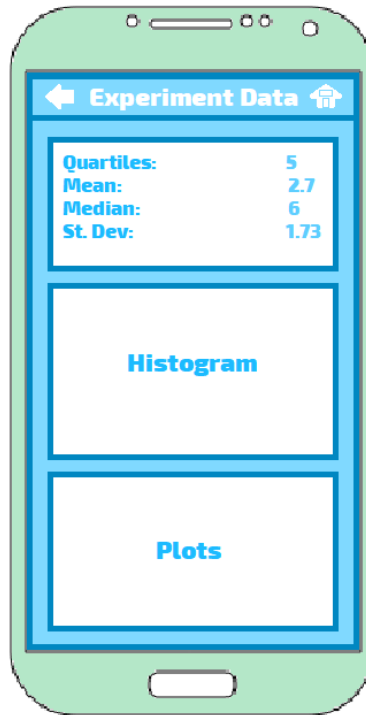 Experiment Data
Quartiles: 5
Mean: 2.7
Median: 6
St. Dev: 1.73
Histogram
Plots